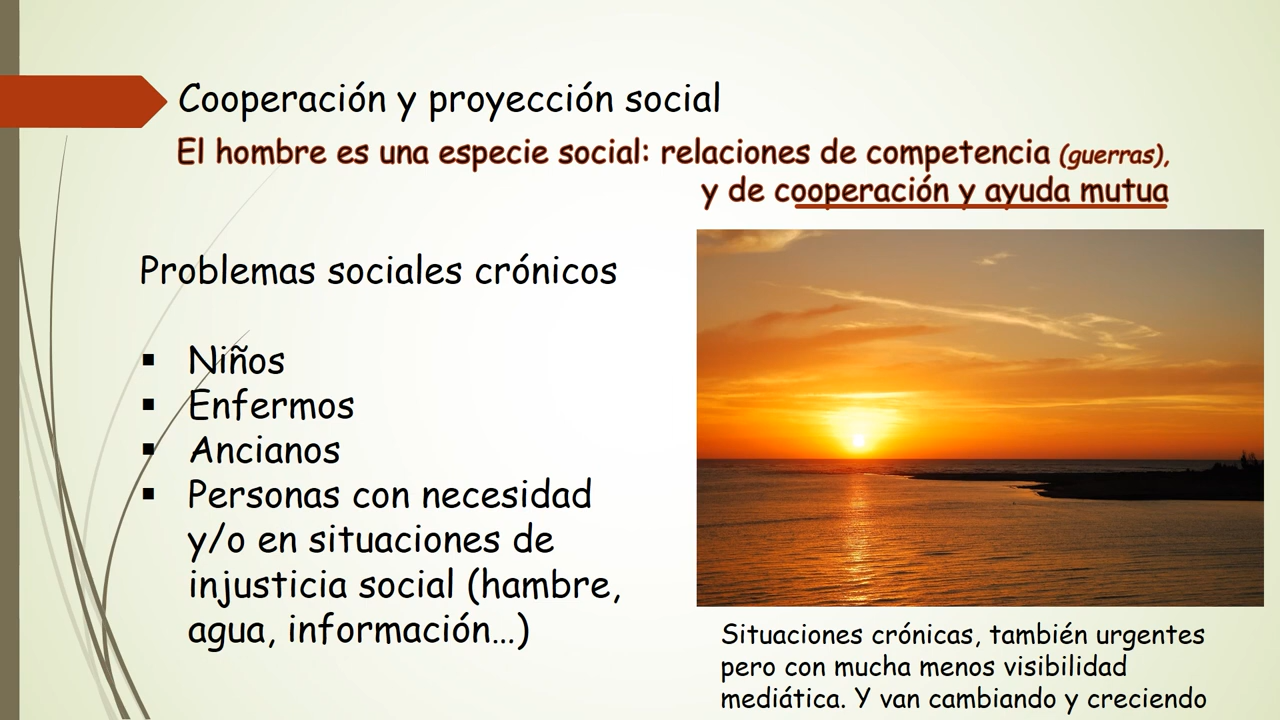 Cooperación y proyección social
El hombre es una especie social: relaciones de competencia (guerras),
y de cooperación y ayuda mutua
Problemas sociales crónicos
▪ Niños
▪ Enfermos
▪ Ancianos
▪ Personas con necesidad
y/o en situaciones de
injusticia social (hambre,
agua, información…)
Situaciones crónicas, también urgentes
pero con mucha menos visibilidad
mediática. Y van cambiando y creciendo